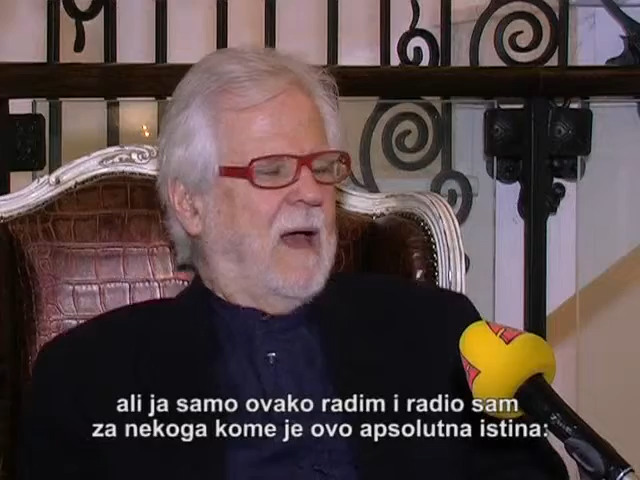 ali ja samo ovako radim i radio sam
za nekoga kome je ovo apsolutna istina: